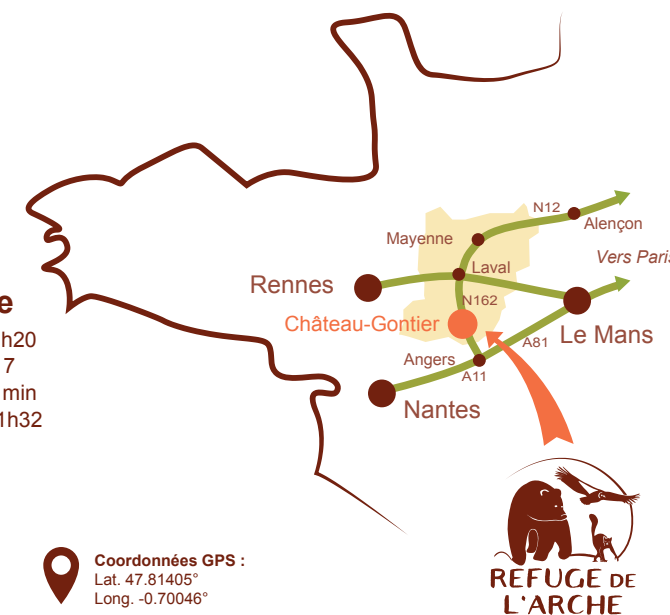 N12
Alençon
Mayenne
Vers Paris
Laval
Rennes
N162
Château-Gontier
Le Mans
A81
Angers
A11
Nantes
e
h20
7
min
1h32
Coordonnées GPS :
Lat. 47.81405°
Long. -0.70046°
REFUGE DE
L'ARCHE